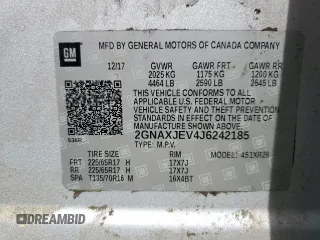 GM
MFD BY GENERAL MOTORS OF CANADA COMPANY
12/17 GVWR GAWR FRT GAWR RR
2025 KG 1175 KG 1200 KG
4464 LB 2590 LB 2645 LB
THIS VEHICLE CONFORMS TO ALL APPLICABLE U.S. FEDERAL MOTOR VEHICLE SAFETY, BUMPER, AND THEFT PREVENTION STANDARDS IN EFFECT ON THE DATE OF MANUFACTURE SHOWN ABOVE.
2GNAXJEV4J6242185
TYPE: M.P.V. MODEL: 4S1XR26
TIRE SIZE RIM
FRT 225/65R17 H 17X7J
RR 225/65R17 H 17X7J
SPA T135/70R16 M 16X4BT